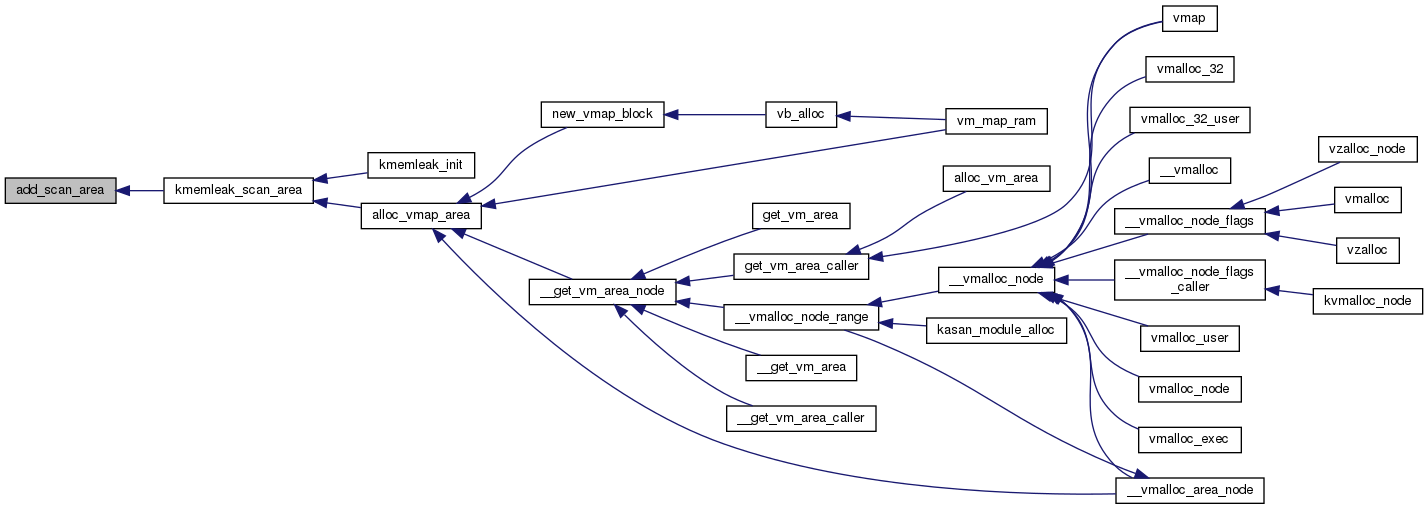 vmap
vmalloc_32
new_vmap_block
vb_alloc
vm_map_ram
vmalloc_32_user
vzalloc_node
kmemleak_init
__vmalloc
add_scan_area
kmemleak_scan_area
alloc_vm_area
vmalloc
alloc_vmap_area
get_vm_area
__vmalloc_node_flags
vzalloc
get_vm_area_caller
__vmalloc_node
__vmalloc_node_flags
_caller
__get_vm_area_node
kvmalloc_node
__vmalloc_node_range
kasan_module_alloc
vmalloc_user
__get_vm_area
vmalloc_node
__get_vm_area_caller
vmalloc_exec
__vmalloc_area_node